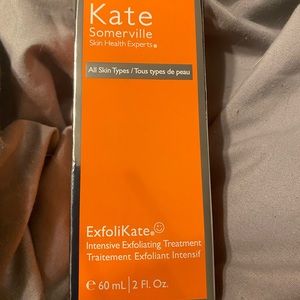 Kate
Somerville
Skin Health Experts®
All Skin Types / Tous types de peau
ExfoliKate®
Intensive Exfoliating Treatment
Traitement Exfoliant Intensif
℮ 60 mL | 2 Fl. Oz.